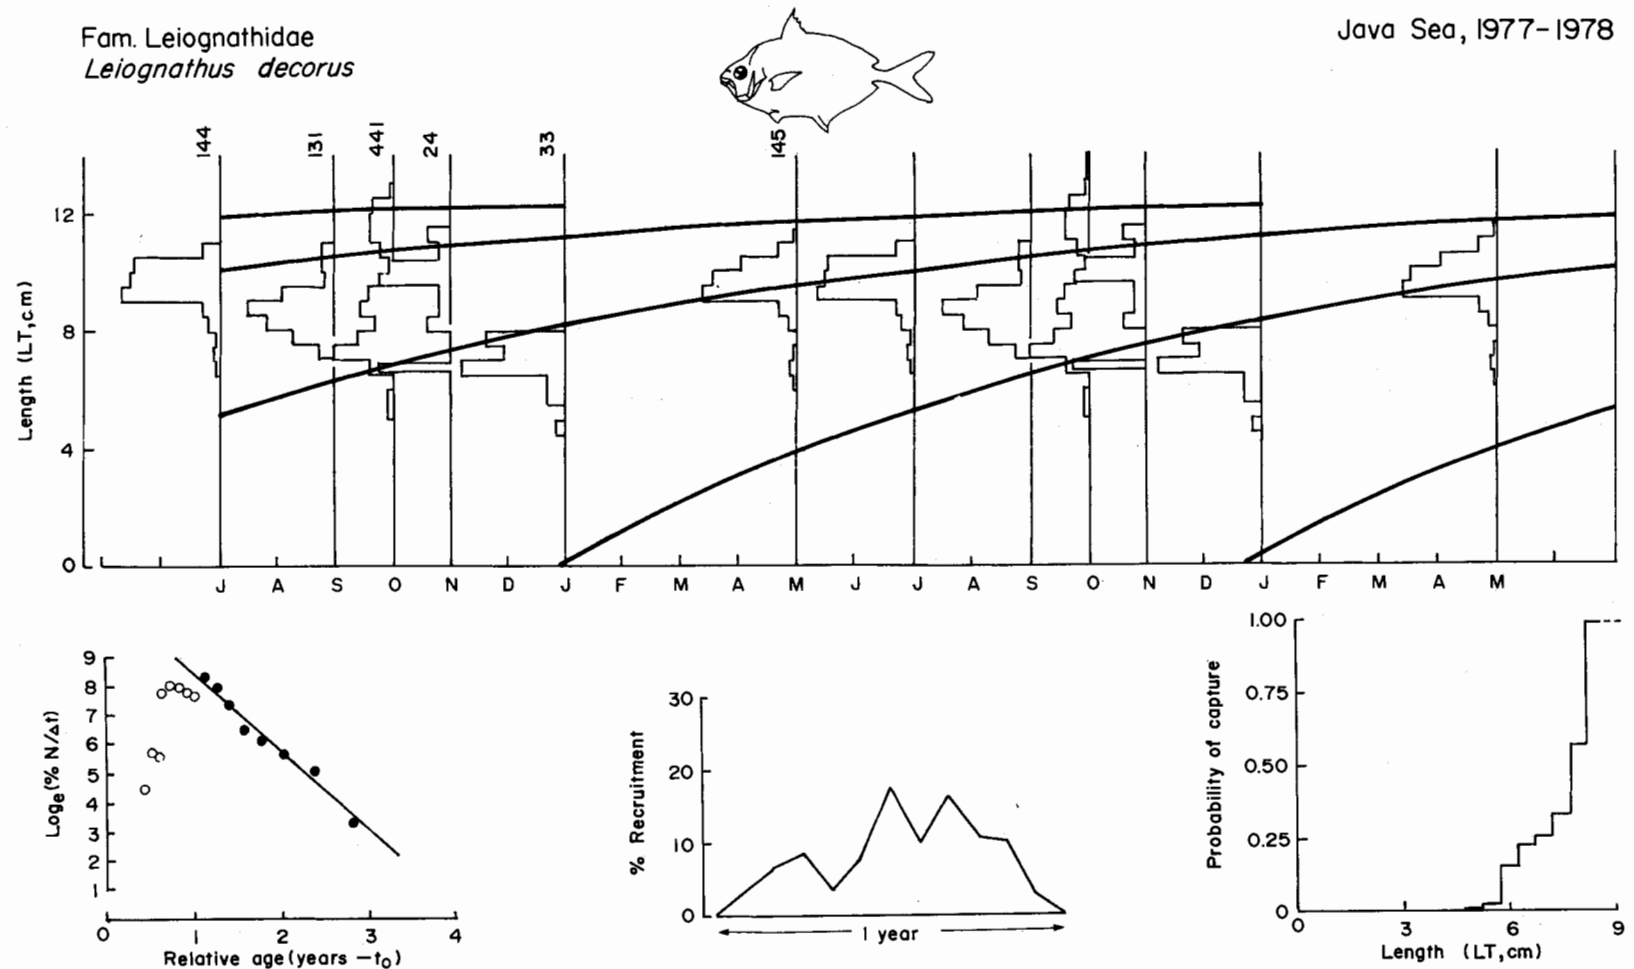 Fam. Leiognathidae
Leiognathus decorus
Java Sea, 1977-1978
144 131 441 24 33 145
Length (LT,cm)
12
8
4
0
J A S O N D J F M A M J J A S O N D J F M A M
Loge(% N/Δt)
9
8
7
6
5
4
3
2
1
0 1 2 3 4
Relative age (years -to)
% Recruitment
30
20
10
0
1 year
Probability of capture
1.00
0.75
0.50
0.25
0
0 3 6 9
Length (LT,cm)